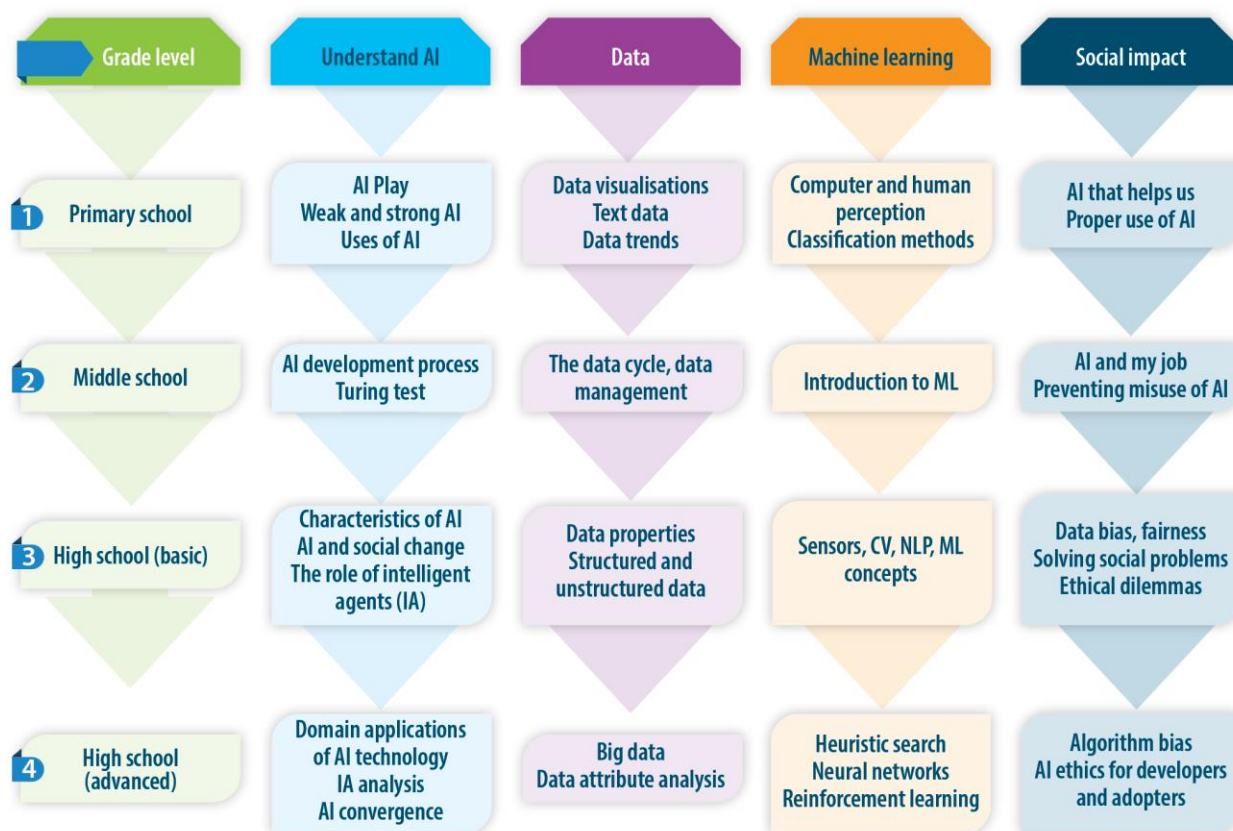 Grade level
Understand AI
Data
Machine learning
Social impact
1
Primary school
AI Play
Weak and strong AI
Uses of AI
Data visualisations
Text data
Data trends
Computer and human
perception
Classification methods
AI that helps us
Proper use of AI
2
Middle school
AI development process
Turing test
The data cycle, data
management
Introduction to ML
AI and my job
Preventing misuse of AI
3
High school (basic)
Characteristics of AI
AI and social change
The role of intelligent
agents (IA)
Data properties
Structured and
unstructured data
Sensors, CV, NLP, ML
concepts
Data bias, fairness
Solving social problems
Ethical dilemmas
4
High school
(advanced)
Domain applications
of AI technology
IA analysis
AI convergence
Big data
Data attribute analysis
Heuristic search
Neural networks
Reinforcement learning
Algorithm bias
AI ethics for developers
and adopters